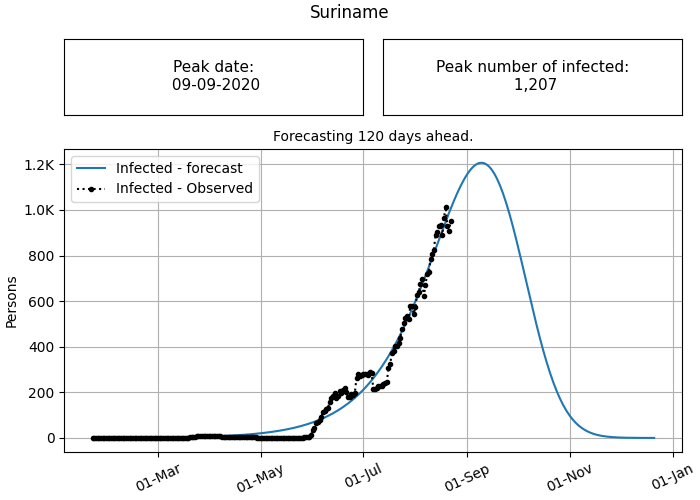 Suriname
Peak date:
09-09-2020
Peak number of infected:
1,207
Forecasting 120 days ahead.
Infected - forecast
Infected - Observed
1.2K
1.0K
800
600
400
200
0
Persons
01-Mar
01-May
01-Jul
01-Sep
01-Nov
01-Jan